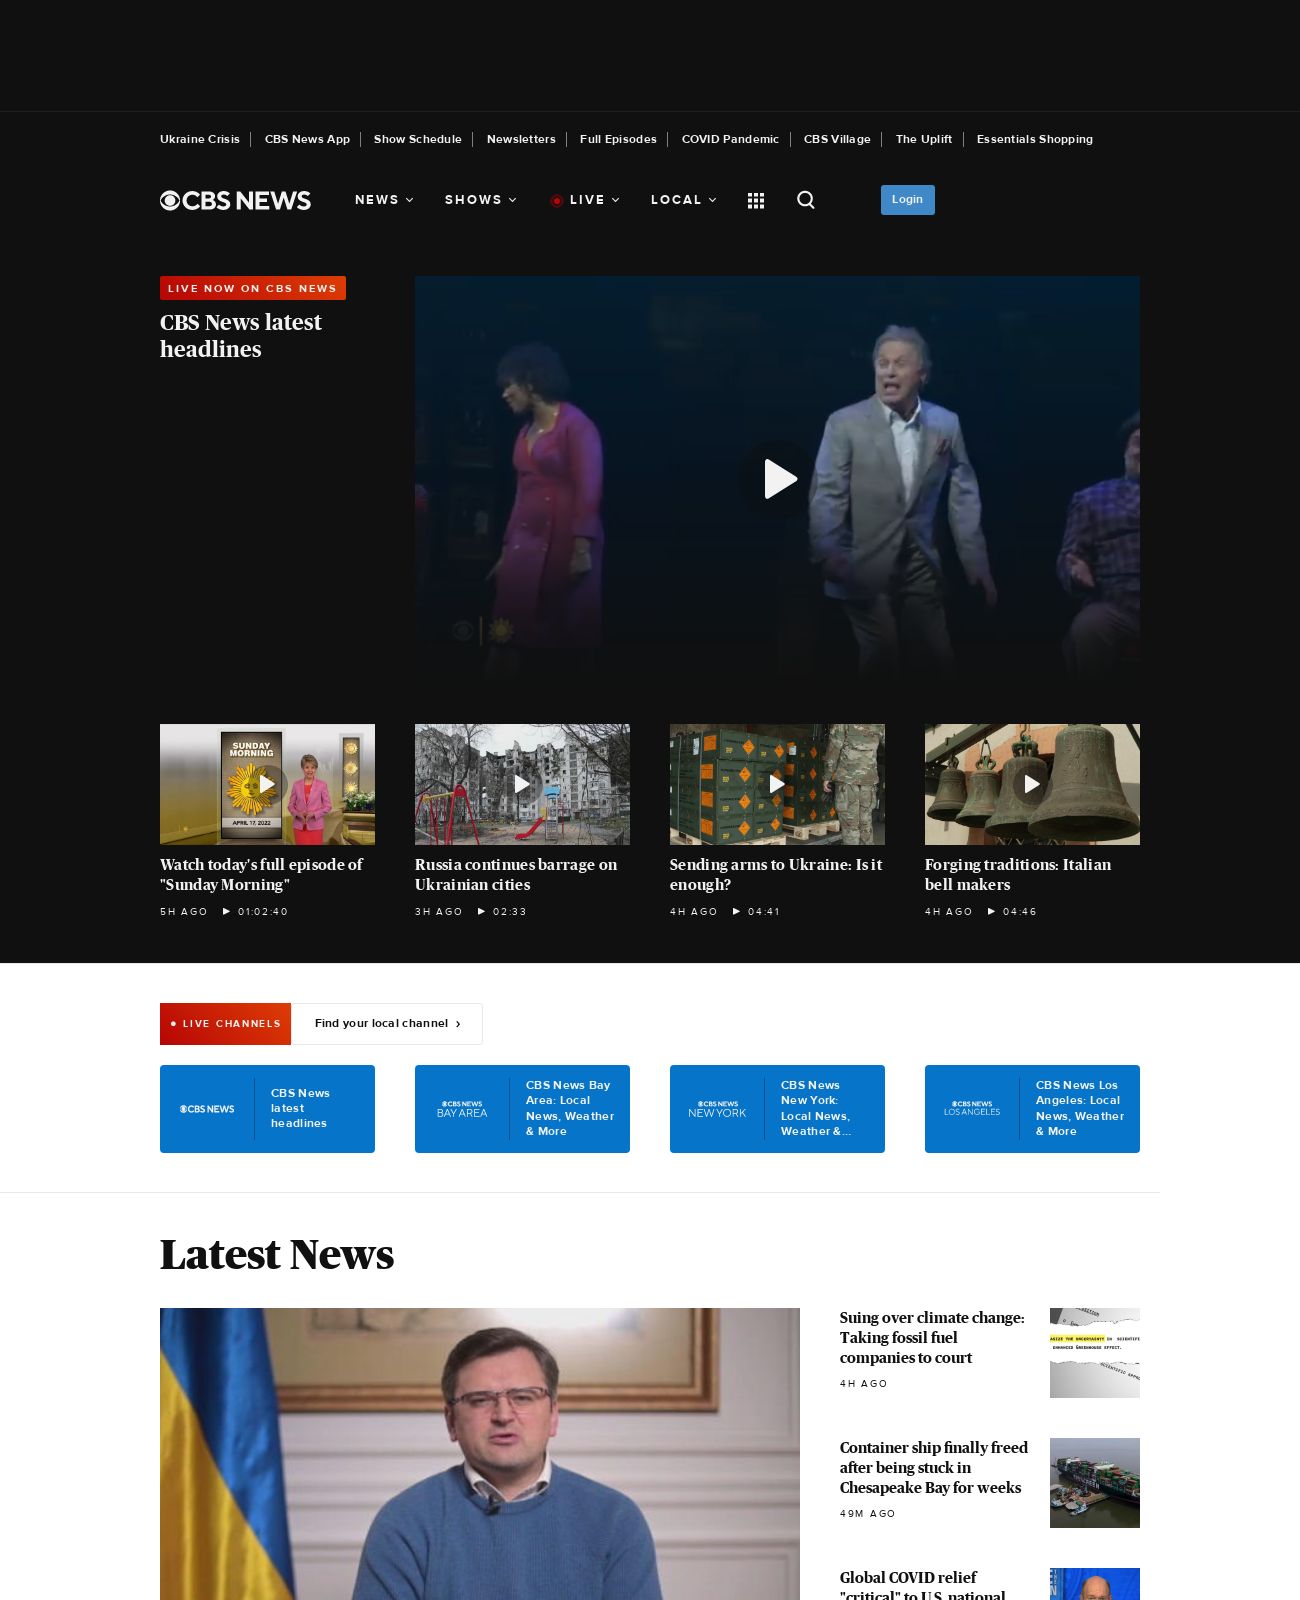 Ukraine Crisis
CBS News App
Show Schedule
Newsletters
Full Episodes
COVID Pandemic
CBS Village
The Uplift
Essentials Shopping
CBS NEWS
NEWS
SHOWS
LIVE
LOCAL
Login
LIVE NOW ON CBS NEWS
CBS News latest
headlines
SUNDAY
MORNING
APRIL 17, 2022
Watch today's full episode of
"Sunday Morning"
5H AGO
01:02:40
Russia continues barrage on
Ukrainian cities
3H AGO
02:33
Sending arms to Ukraine: Is it
enough?
4H AGO
04:41
Forging traditions: Italian
bell makers
4H AGO
04:46
LIVE CHANNELS
Find your local channel ›
CBS NEWS
CBS News
latest
headlines
CBS NEWS
BAY AREA
CBS News Bay
Area: Local
News, Weather
& More
CBS NEWS
NEW YORK
CBS News
New York:
Local News,
Weather &...
CBS NEWS
LOS ANGELES
CBS News Los
Angeles: Local
News, Weather
& More
Latest News
Suing over climate change:
Taking fossil fuel
companies to court
4H AGO
THE UNCERTAINTY IN SCIENTIFI
ENHANCED GREENHOUSE EFFECT.
Container ship finally freed
after being stuck in
Chesapeake Bay for weeks
49M AGO
Global COVID relief
"critical" to U.S. national